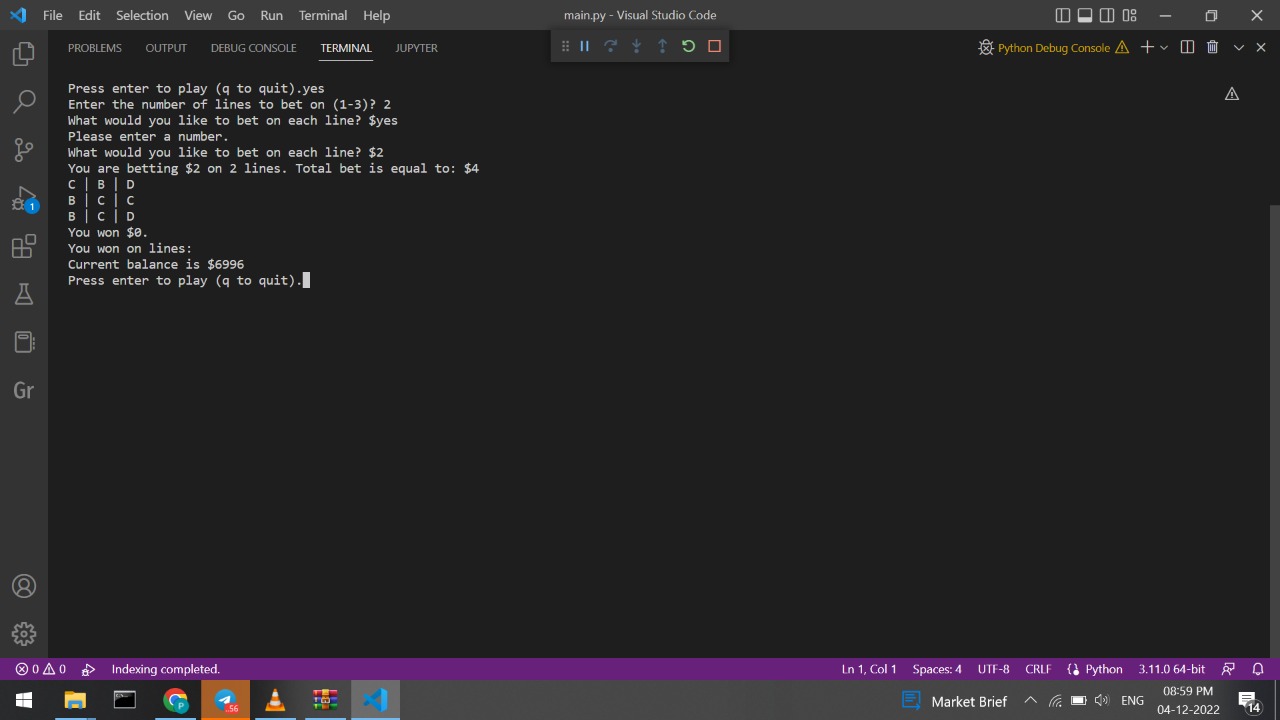 File Edit Selection View Go Run Terminal Help main.py - Visual Studio Code
PROBLEMS OUTPUT DEBUG CONSOLE TERMINAL JUPYTER Python Debug Console
Press enter to play (q to quit).yes
Enter the number of lines to bet on (1-3)? 2
What would you like to bet on each line? $yes
Please enter a number.
What would you like to bet on each line? $2
You are betting $2 on 2 lines. Total bet is equal to: $4
C | B | D
B | C | C
B | C | D
You won $0.
You won on lines:
Current balance is $6996
Press enter to play (q to quit).
1
Gr
0 0 Indexing completed. Ln 1, Col 1 Spaces: 4 UTF-8 CRLF Python 3.11.0 64-bit
..56 Market Brief ENG 08:59 PM
04-12-2022 14